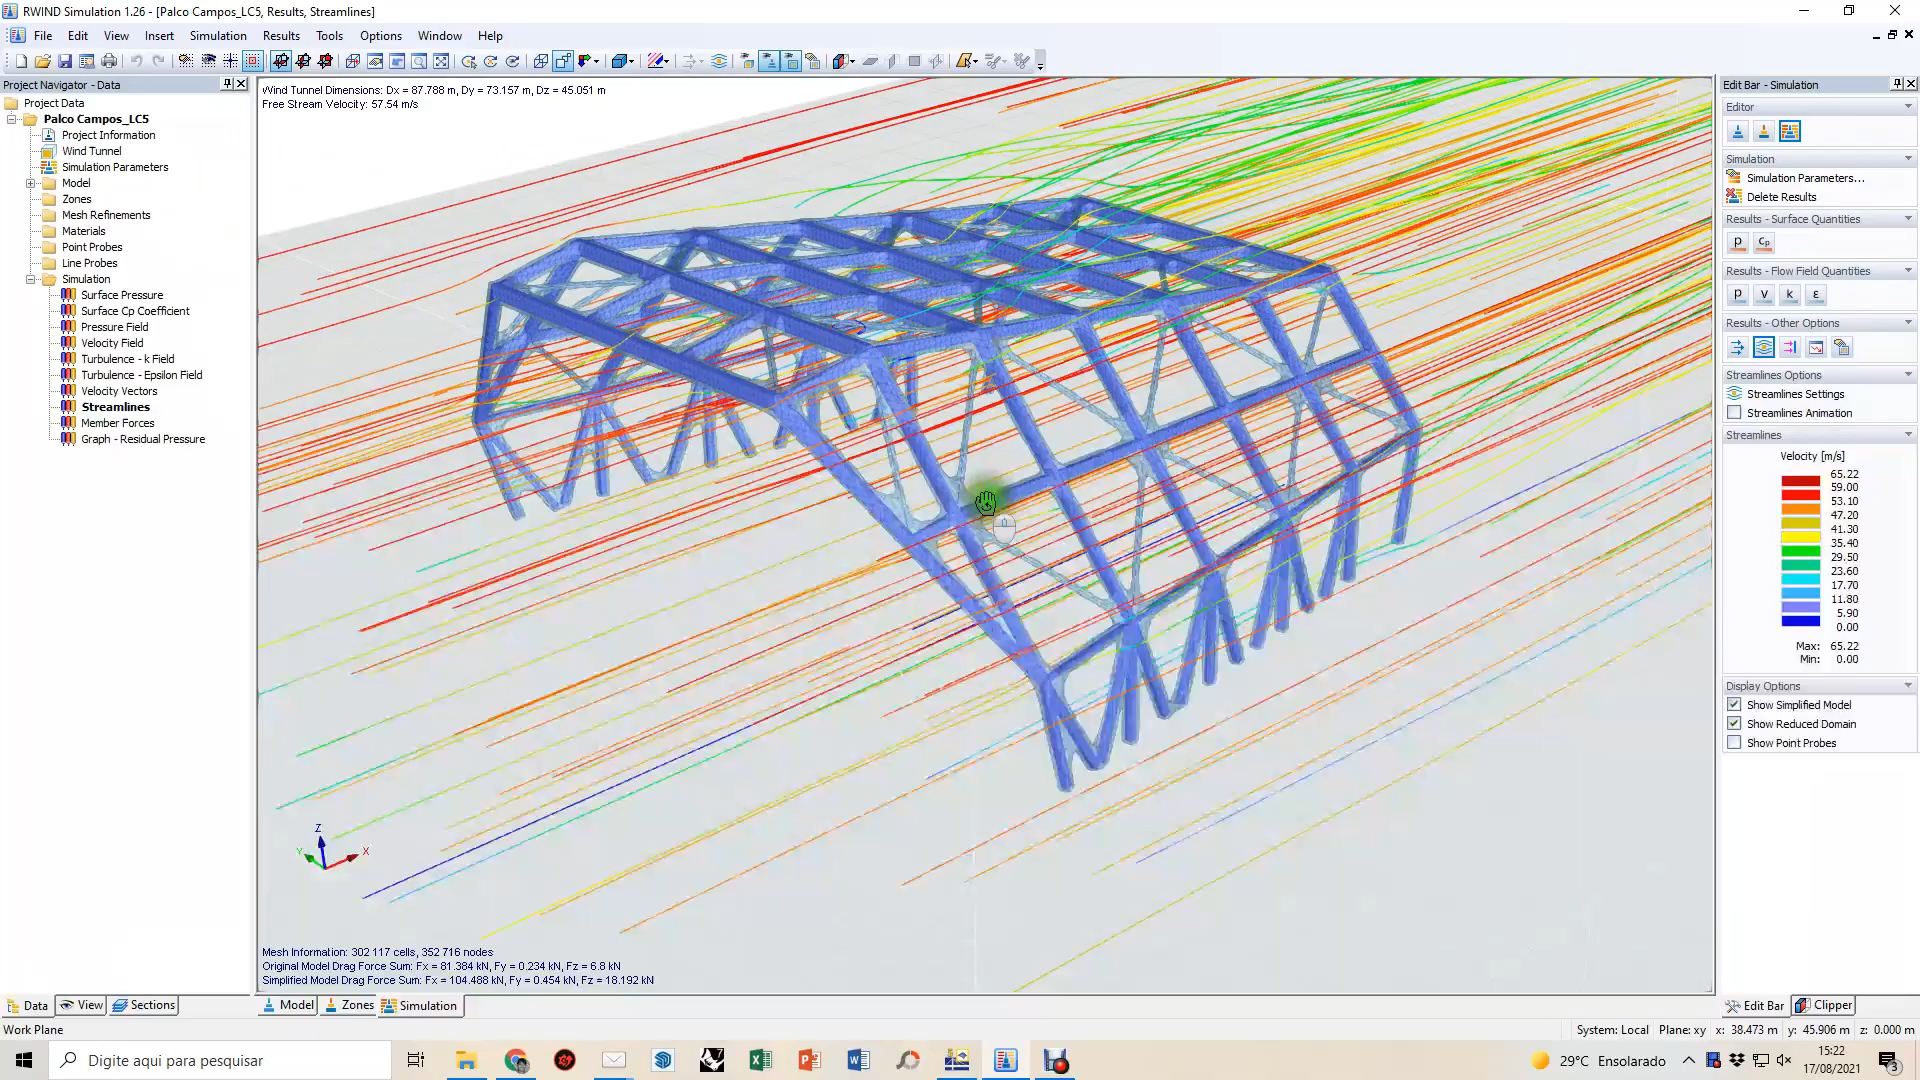 RWIND Simulation 1.26 - [Palco Campos_LC5, Results, Streamlines]
File Edit View Insert Simulation Results Tools Options Window Help
Project Navigator - Data
Project Data
Palco Campos_LC5
Project Information
Wind Tunnel
Simulation Parameters
Model
Zones
Mesh Refinements
Materials
Point Probes
Line Probes
Simulation
Surface Pressure
Surface Cp Coefficient
Pressure Field
Velocity Field
Turbulence - k Field
Turbulence - Epsilon Field
Velocity Vectors
Streamlines
Member Forces
Graph - Residual Pressure
Wind Tunnel Dimensions: Dx = 87.788 m, Dy = 73.157 m, Dz = 45.051 m
Free Stream Velocity: 57.54 m/s
Z
Y
X
Mesh Information: 302 117 cells, 352 716 nodes
Original Model Drag Force Sum: Fx = 81.384 kN, Fy = 0.234 kN, Fz = 6.8 kN
Simplified Model Drag Force Sum: Fx = 104.488 kN, Fy = 0.454 kN, Fz = 18.192 kN
Edit Bar - Simulation
Editor
Simulation
Simulation Parameters...
Delete Results
Results - Surface Quantities
p Cp
Results - Flow Field Quantities
p v k ε
Results - Other Options
Streamlines Options
Streamlines Settings
Streamlines Animation
Streamlines
Velocity [m/s]
65.22
59.00
53.10
47.20
41.30
35.40
29.50
23.60
17.70
11.80
5.90
0.00
Max: 65.22
Min: 0.00
Display Options
Show Simplified Model
Show Reduced Domain
Show Point Probes
Data View Sections
Model Zones Simulation
Edit Bar Clipper
Work Plane
System: Local Plane: xy x: 38.473 m y: 45.906 m z: 0.000 m
Digite aqui para pesquisar
29°C Ensolarado
15:22
17/08/2021
3